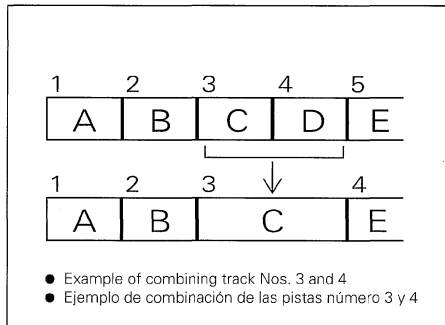 1 2 3 4 5
A B C D E
1 2 3 4
A B C E
● Example of combining track Nos. 3 and 4
● Ejemplo de combinación de las pistas número 3 y 4